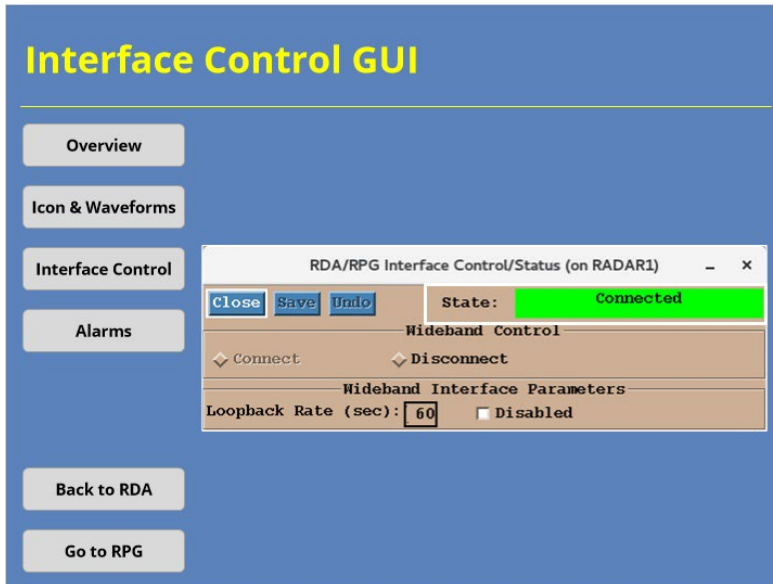 Interface Control GUI
Overview
Icon & Waveforms
Interface Control
Alarms
Back to RDA
Go to RPG
RDA/RPG Interface Control/Status (on RADAR1)
Close Save Undo State: Connected
Wideband Control
Connect Disconnect
Wideband Interface Parameters
Loopback Rate (sec): 60 Disabled